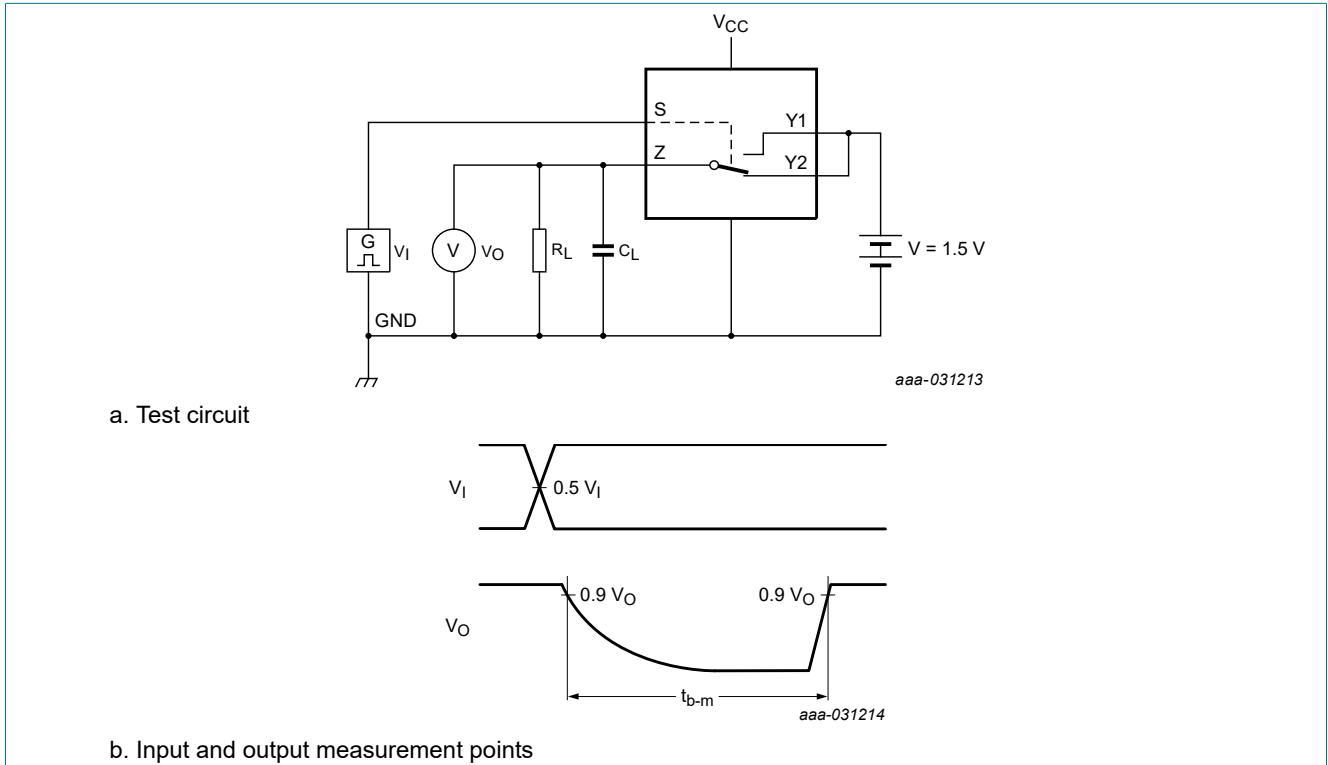 VCC
S
Y1
Z
Y2
G
VI
V
VO
RL
CL
V = 1.5 V
GND
aaa-031213
a. Test circuit
VI
0.5 VI
0.9 VO
0.9 VO
VO
tb-m
aaa-031214
b. Input and output measurement points